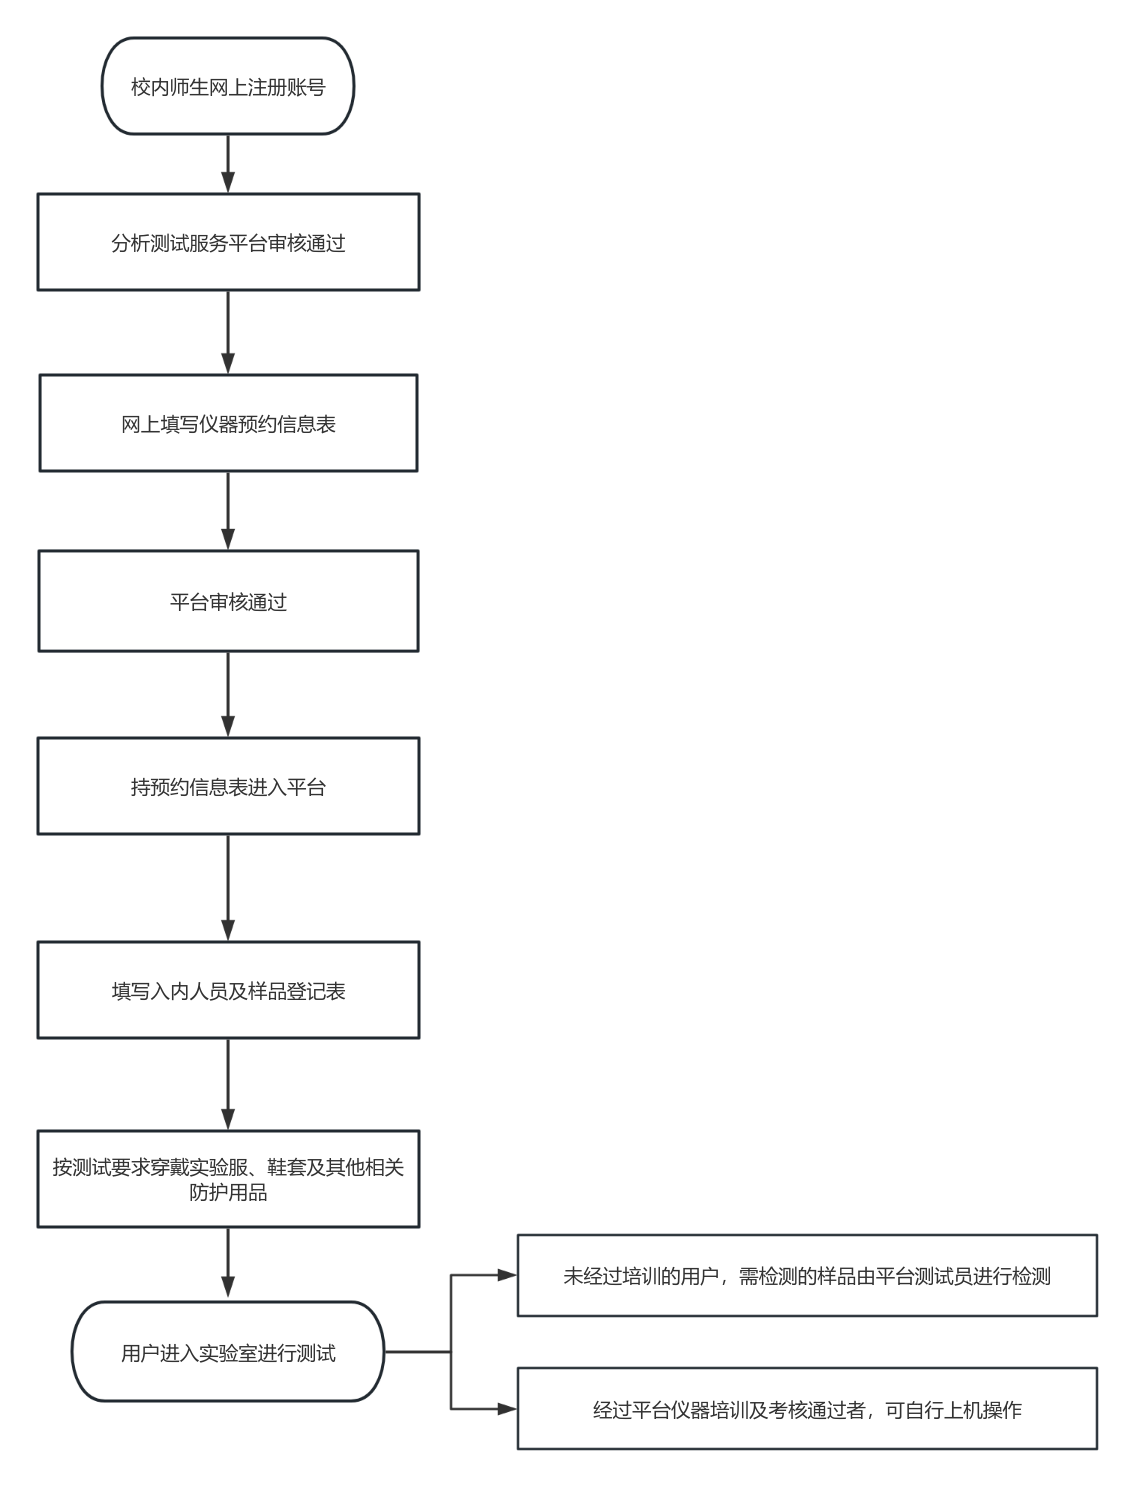 校内师生网上注册账号
分析测试服务平台审核通过
网上填写仪器预约信息表
平台审核通过
持预约信息表进入平台
填写入内人员及样品登记表
按测试要求穿戴实验服、鞋套及其他相关
防护用品
用户进入实验室进行测试
未经过培训的用户，需检测的样品由平台测试员进行检测
经过平台仪器培训及考核通过者，可自行上机操作